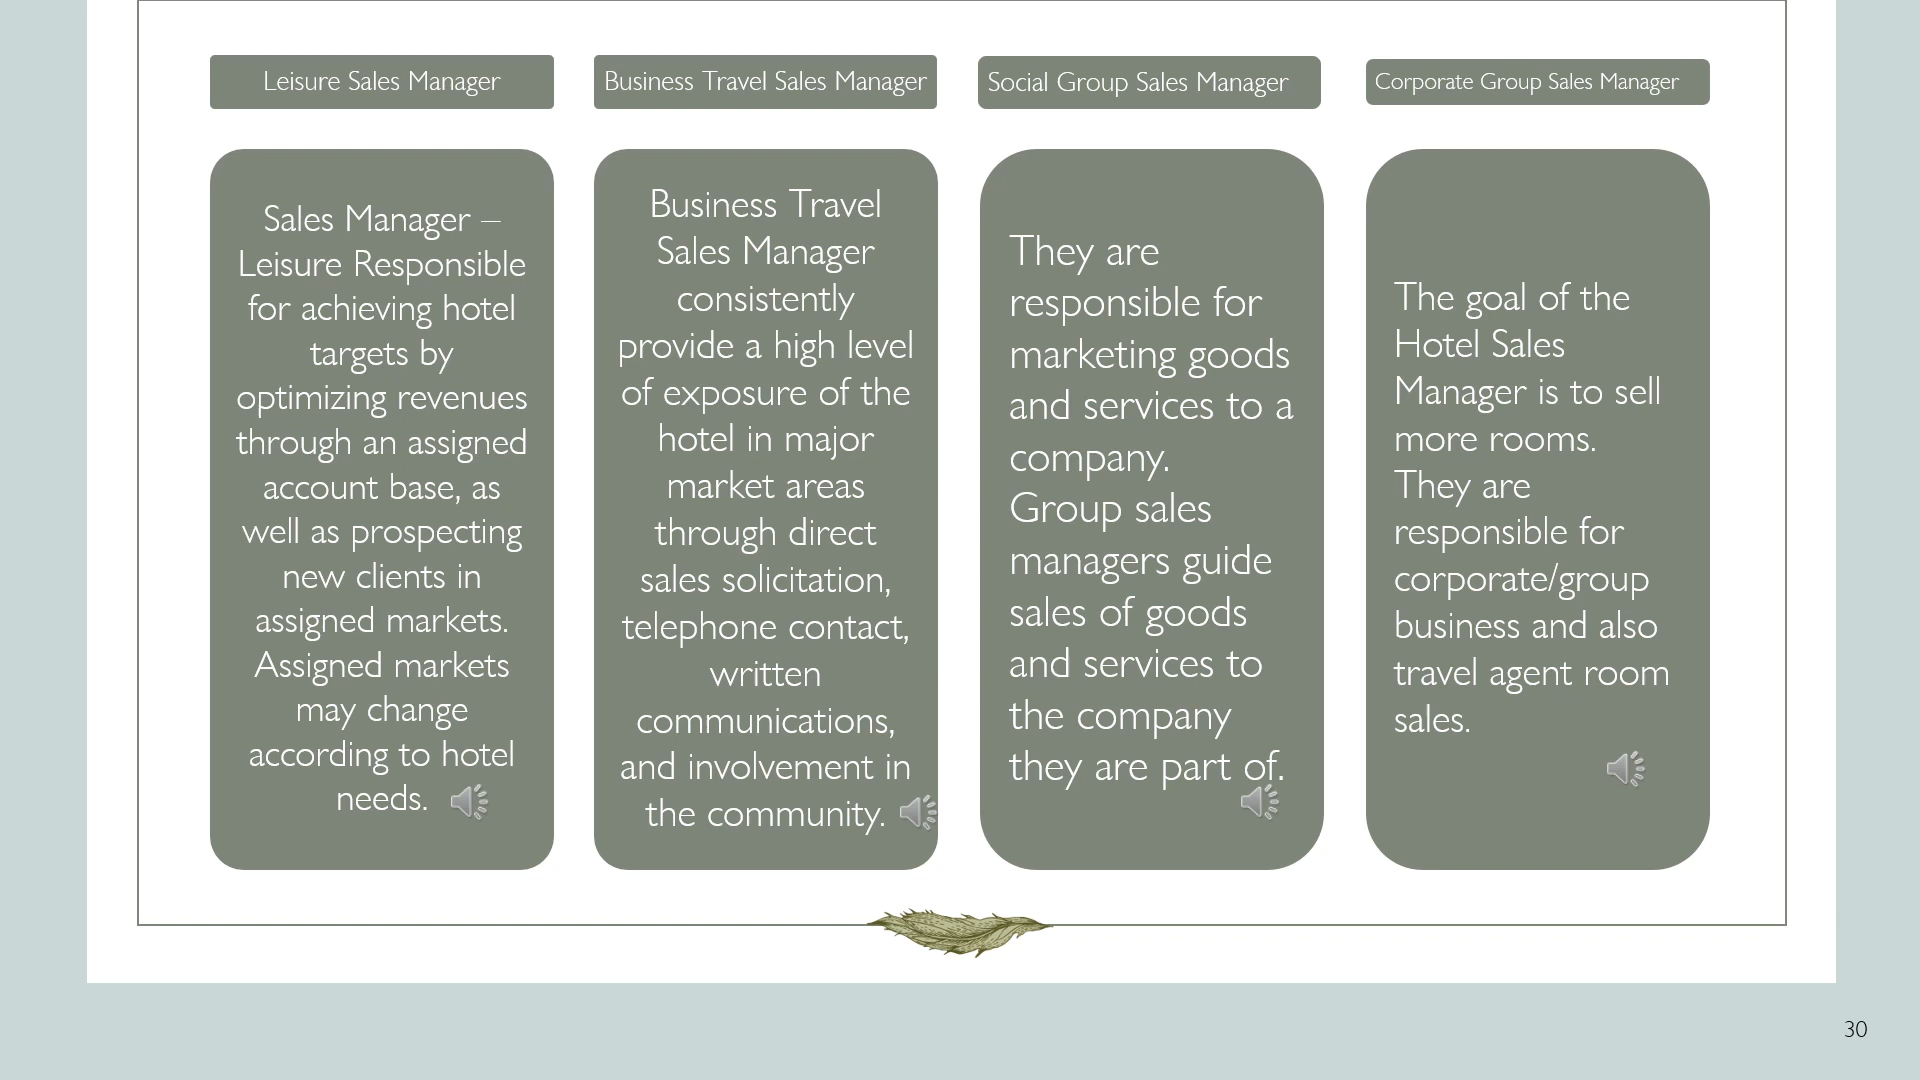 Leisure Sales Manager
Business Travel Sales Manager
Social Group Sales Manager
Corporate Group Sales Manager
Sales Manager –
Leisure Responsible
for achieving hotel
targets by
optimizing revenues
through an assigned
account base, as
well as prospecting
new clients in
assigned markets.
Assigned markets
may change
according to hotel
needs.
Business Travel
Sales Manager
consistently
provide a high level
of exposure of the
hotel in major
market areas
through direct
sales solicitation,
telephone contact,
written
communications,
and involvement in
the community.
They are
responsible for
marketing goods
and services to a
company.
Group sales
managers guide
sales of goods
and services to
the company
they are part of.
The goal of the
Hotel Sales
Manager is to sell
more rooms.
They are
responsible for
corporate/group
business and also
travel agent room
sales.
30